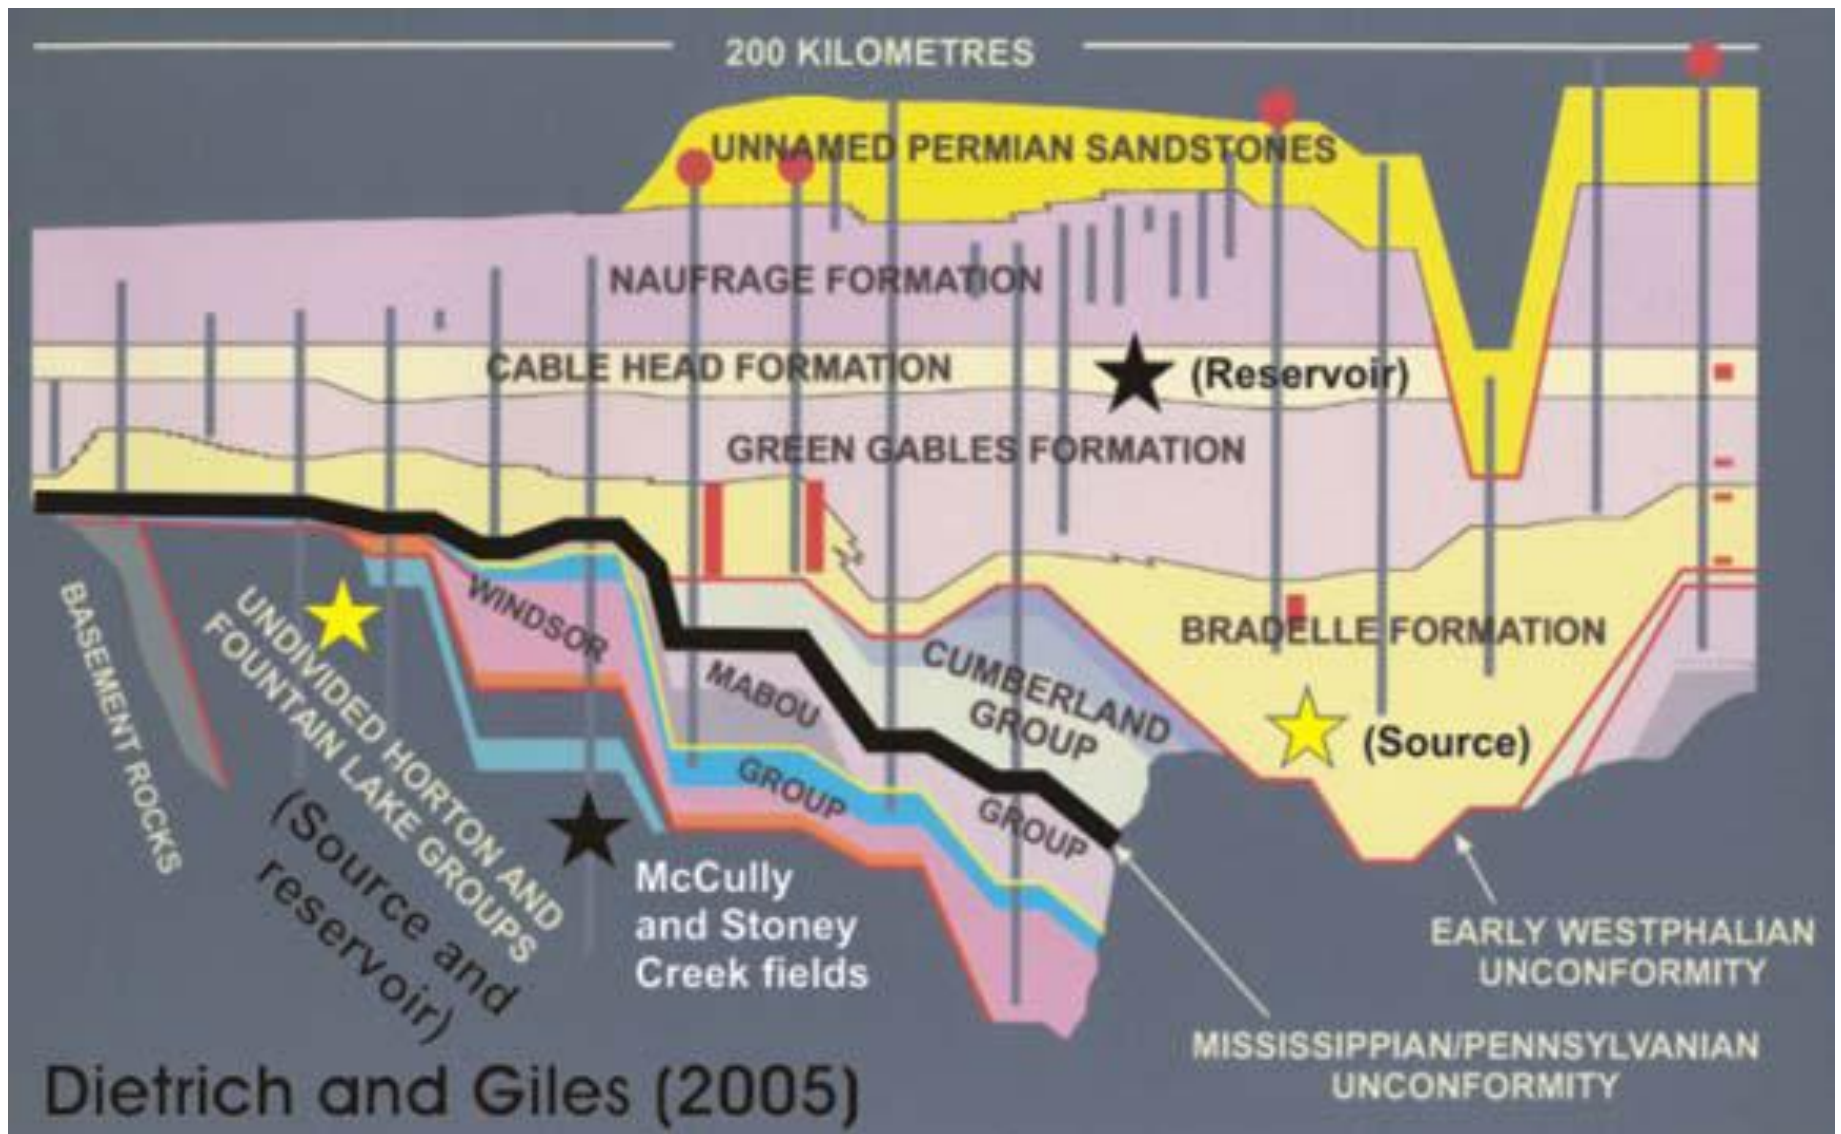 200 KILOMETRES
UNNAMED PERMIAN SANDSTONES
NAUFRAGE FORMATION
CABLE HEAD FORMATION
(Reservoir)
GREEN GABLES FORMATION
BRADELLE FORMATION
(Source)
WINDSOR
GROUP
MABOU
GROUP
CUMBERLAND
GROUP
BASEMENT ROCKS
UNDIVIDED HORTON AND
FOUNTAIN LAKE GROUPS
(Source and
reservoir)
McCully
and Stoney
Creek fields
EARLY WESTPHALIAN
UNCONFORMITY
MISSISSIPPIAN/PENNSYLVANIAN
UNCONFORMITY
Dietrich and Giles (2005)